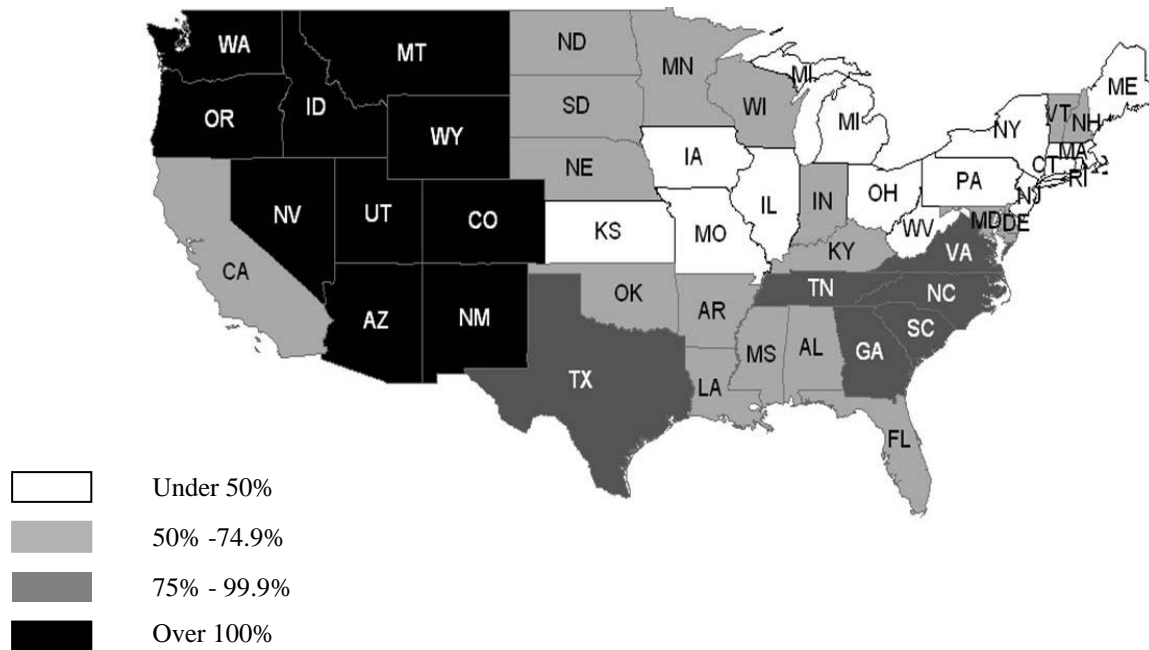 WA
MT
ND
MN
ME
ID
SD
WI
MI
VT
NH
OR
WY
MI
NY
MA
IA
CT
RI
NE
PA
NV
UT
CO
IL
IN
OH
NJ
KS
MO
WV
MD
DE
CA
KY
VA
OK
TN
NC
AZ
NM
AR
SC
MS
AL
GA
TX
LA
FL
Under 50%
50% -74.9%
75% - 99.9%
Over 100%